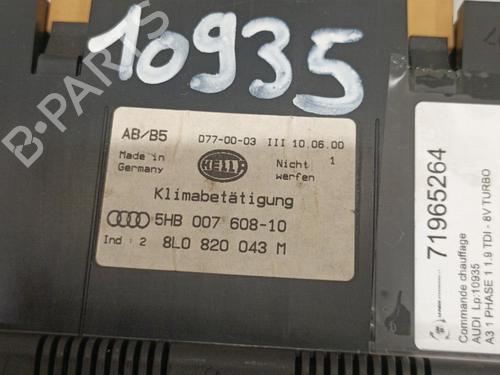 10935
AB/B5 D77-00-03 III 10.06.00
Made in Germany
HELLA
Nicht werfen
1
Klimabetätigung
5HB 007 608-10
Ind : 2 8L0 820 043 M
71965264
Commande chauffage
AUDI Lp:10935
A3 1 PHASE 1 1.9 TDI - 8V TURBO
B-Parts